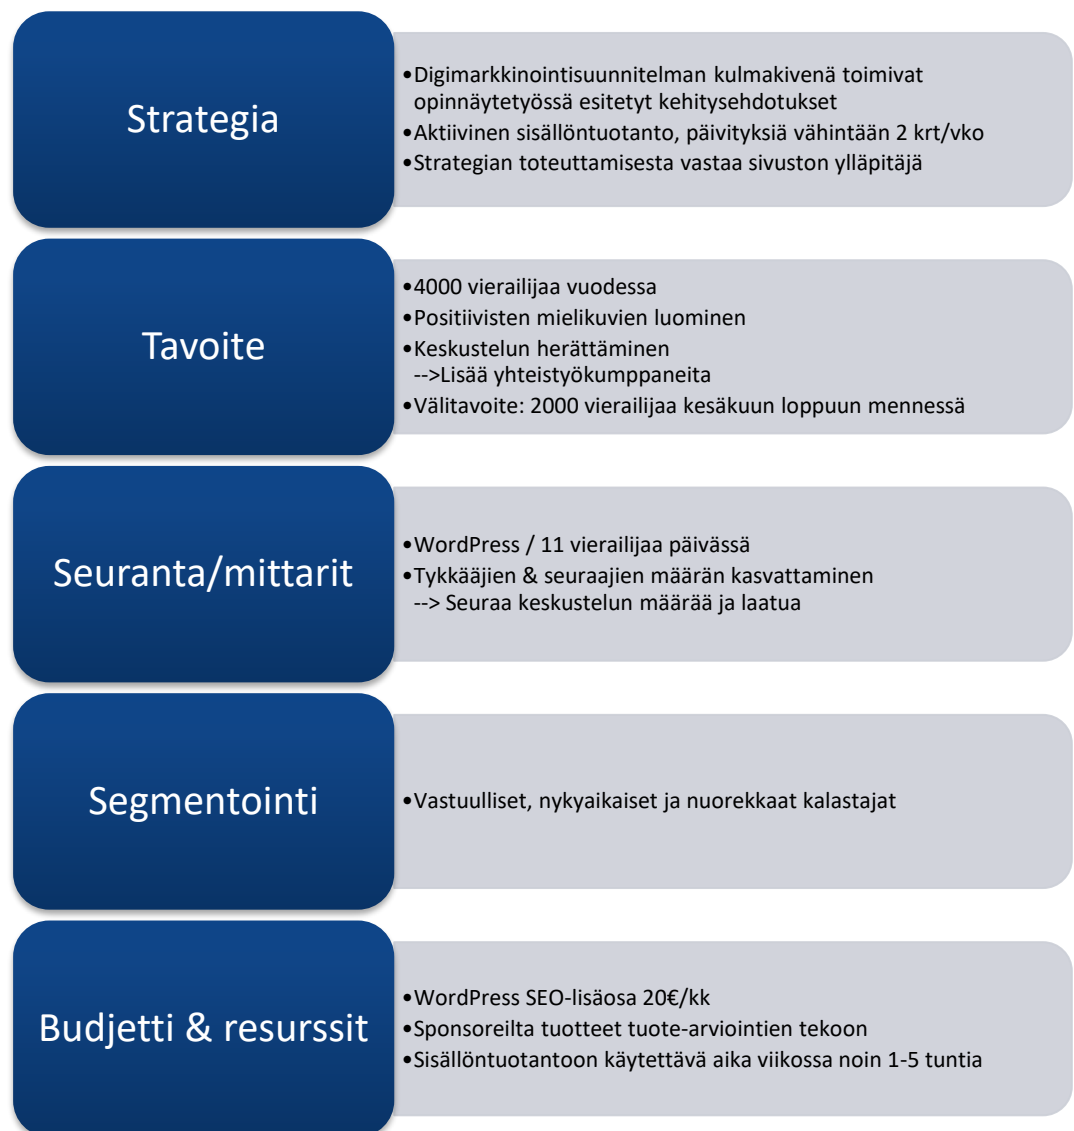 Strategia
•Digimarkkinointisuunnitelman kulmakivenä toimivat
opinnäytetyössä esitetyt kehitysehdotukset
•Aktiivinen sisällöntuotanto, päivityksiä vähintään 2 krt/vko
•Strategian toteuttamisesta vastaa sivuston ylläpitäjä
Tavoite
•4000 vierailijaa vuodessa
•Positiivisten mielikuvien luominen
•Keskustelun herättäminen
-->Lisää yhteistyökumppaneita
•Välitavoite: 2000 vierailijaa kesäkuun loppuun mennessä
Seuranta/mittarit
•WordPress / 11 vierailijaa päivässä
•Tykkääjien & seuraajien määrän kasvattaminen
--> Seuraa keskustelun määrää ja laatua
Segmentointi
•Vastuulliset, nykyaikaiset ja nuorekkaat kalastajat
Budjetti & resurssit
•WordPress SEO-lisäosa 20€/kk
•Sponsoreilta tuotteet tuote-arviointien tekoon
•Sisällöntuotantoon käytettävä aika viikossa noin 1-5 tuntia